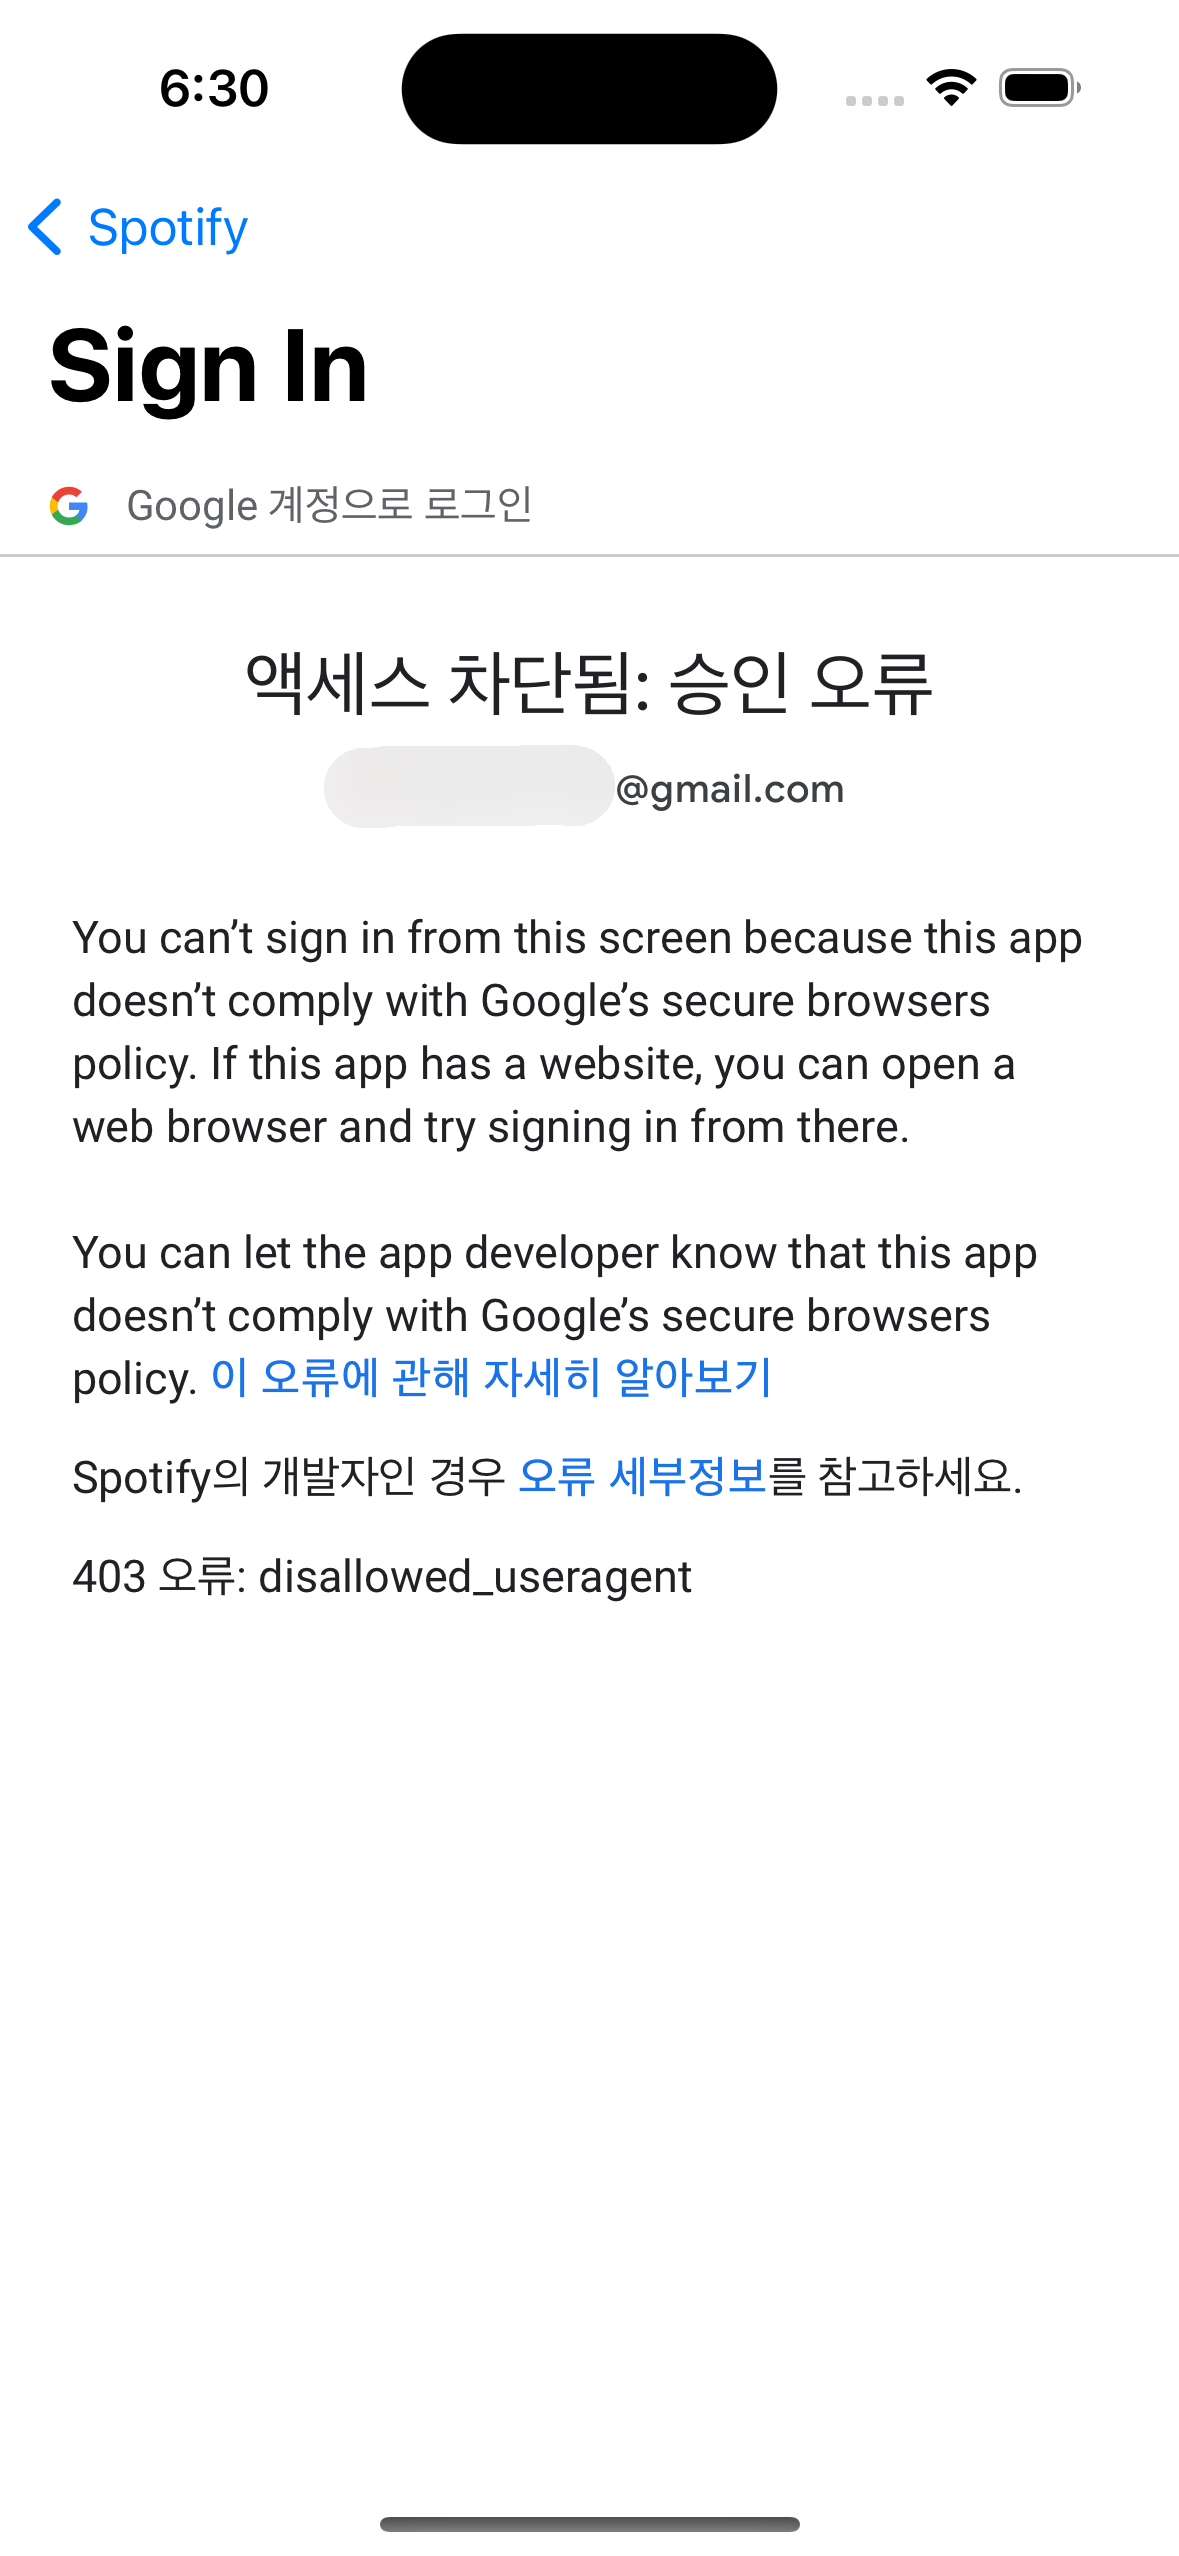 6:30
Spotify
Sign In
Google 계정으로 로그인
액세스 차단됨: 승인 오류
@gmail.com
You can’t sign in from this screen because this app
doesn’t comply with Google’s secure browsers
policy. If this app has a website, you can open a
web browser and try signing in from there.
You can let the app developer know that this app
doesn’t comply with Google’s secure browsers
policy. 이 오류에 관해 자세히 알아보기
Spotify의 개발자인 경우 오류 세부정보를 참고하세요.
403 오류: disallowed_useragent